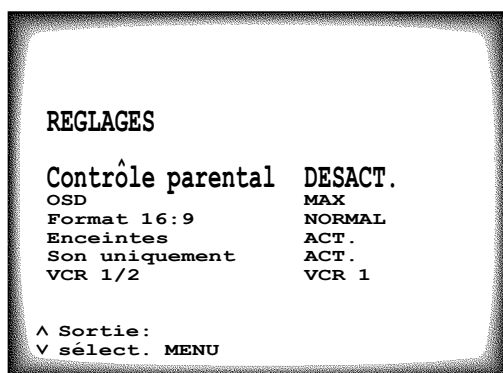 REGLAGES
Contrôle parental DESACT.
OSD MAX
Format 16:9 NORMAL
Enceintes ACT.
Son uniquement ACT.
VCR 1/2 VCR 1
∧ Sortie:
∨ sélect. MENU